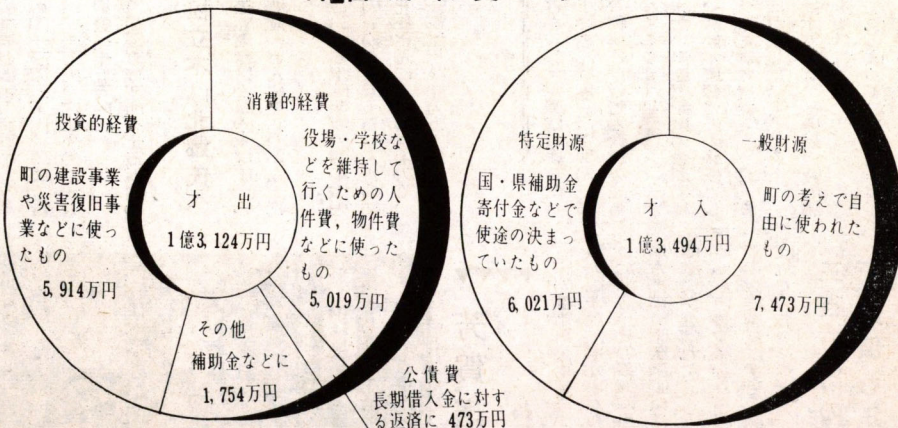 投資的経費
町の建設事業
や災害復旧事
業などに使っ
たもの
5,914万円
才出
1億3,124万円
消費的経費
役場・学校な
どを維持して
行くための人
件費,物件費
などに使った
もの
5,019万円
その他
補助金などに
1,754万円
公債費
長期借入金に対す
る返済に 473万円
特定財源
国・県補助金
寄付金などで
使途の決まっ
ていたもの
6,021万円
才入
1億3,494万円
一般財源
町の考えで自
由に使われた
もの
7,473万円